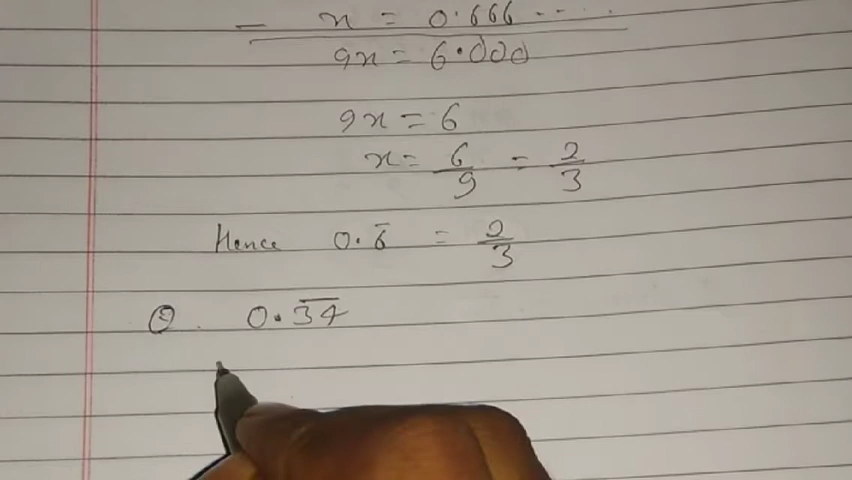 - x = 0.666.....
9x = 6.000
9x = 6
x = 6/9 = 2/3
Hence 0.6̅ = 2/3
Q. 0.3̅4̅